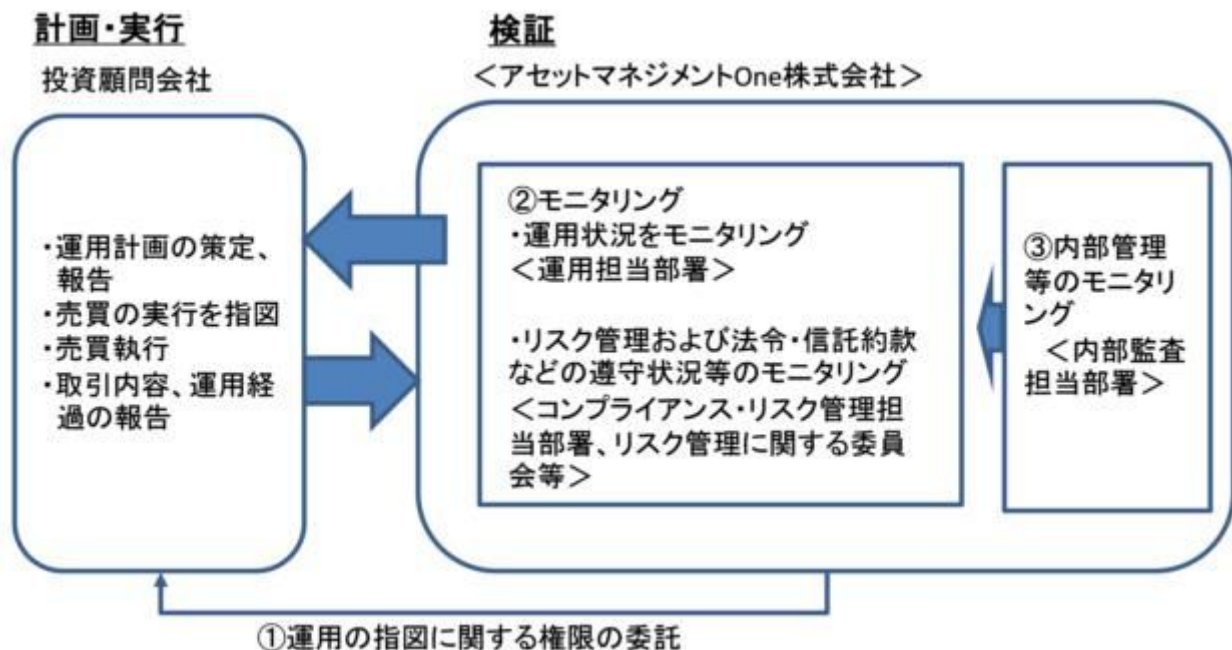 計画・実行
投資顧問会社
・運用計画の策定、
報告
・売買の実行を指図
・売買執行
・取引内容、運用経
過の報告
検証
＜アセットマネジメントOne株式会社＞
②モニタリング
・運用状況をモニタリング
＜運用担当部署＞
・リスク管理および法令・信託約款
などの遵守状況等のモニタリング
＜コンプライアンス・リスク管理担
当部署、リスク管理に関する委員
会等＞
③内部管理
等のモニタリ
ング
＜内部監査
担当部署＞
①運用の指図に関する権限の委託